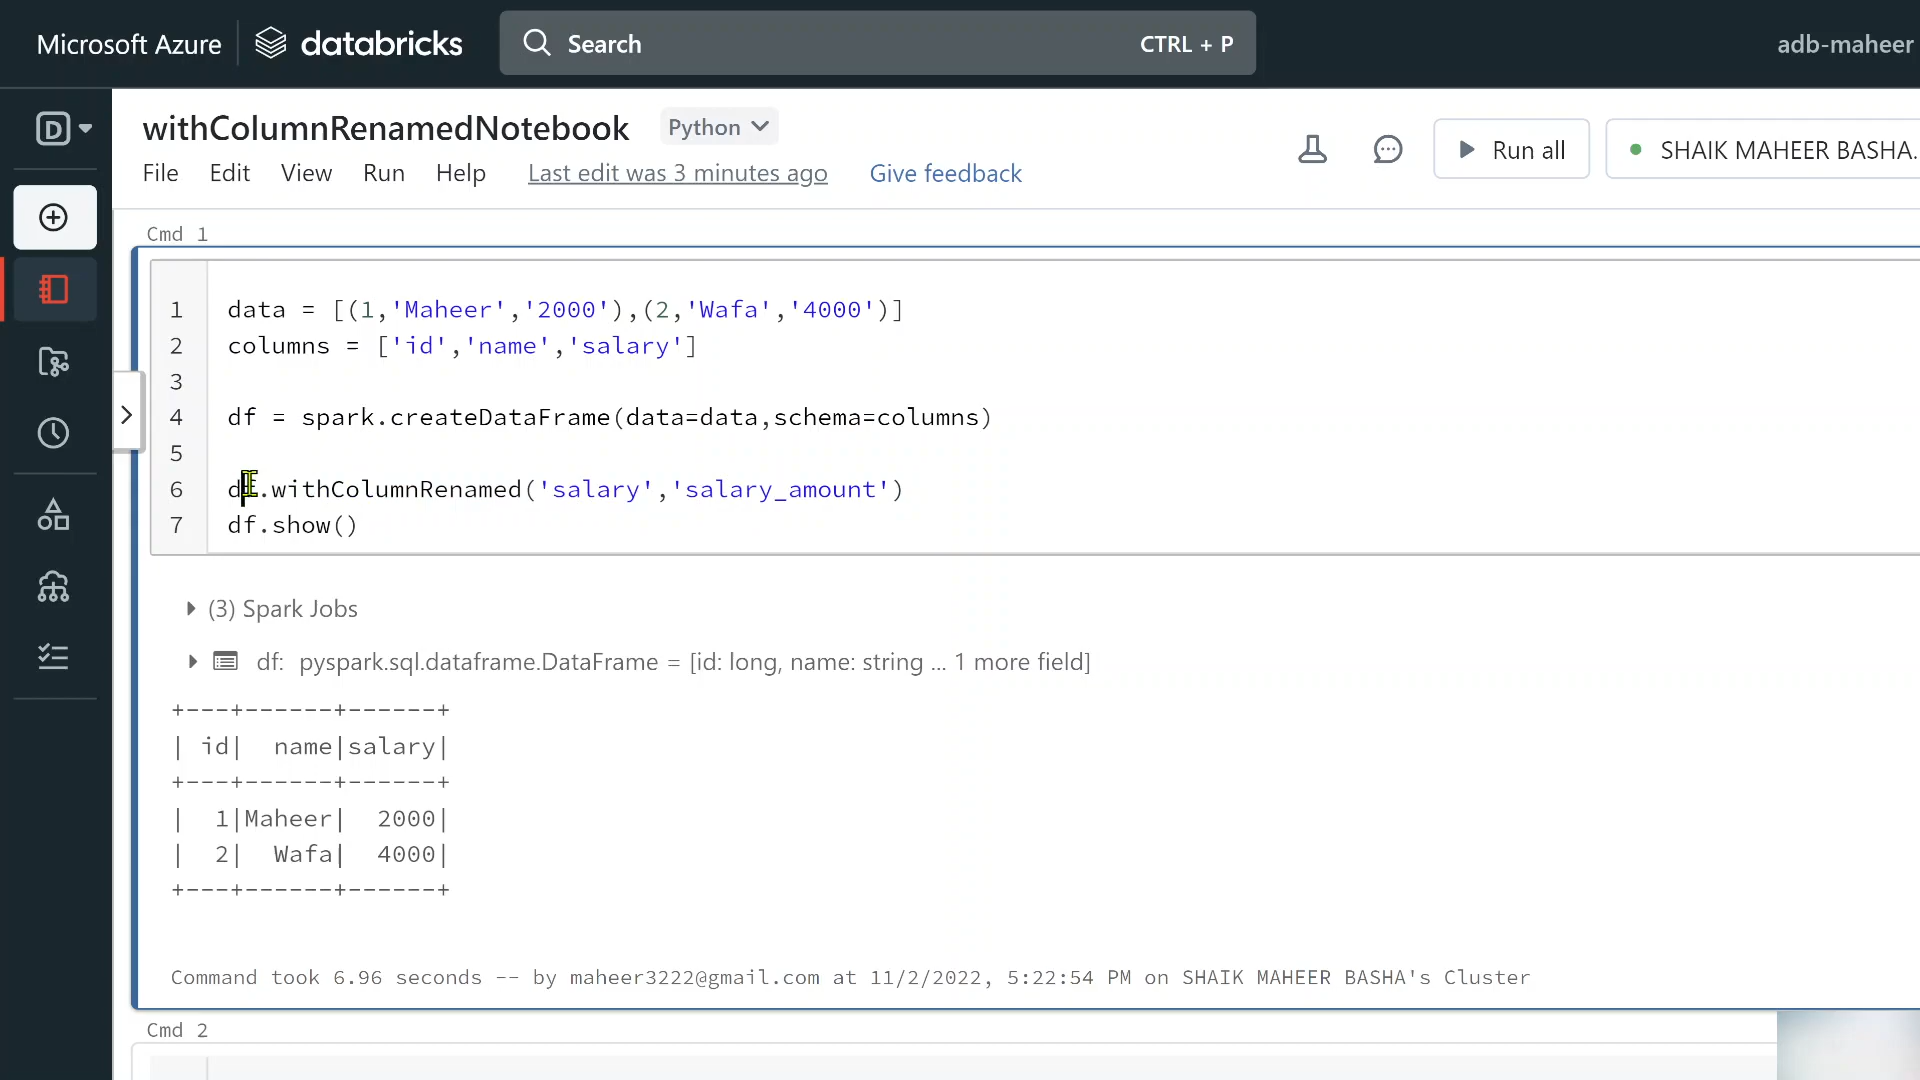 Microsoft Azure databricks Search CTRL + P adb-maheer
D withColumnRenamedNotebook Python
File Edit View Run Help Last edit was 3 minutes ago Give feedback Run all SHAIK MAHEER BASHA.
Cmd 1
1 data = [(1,'Maheer','2000'),(2,'Wafa','4000')]
2 columns = ['id','name','salary']
3
4 df = spark.createDataFrame(data=data,schema=columns)
5
6 df.withColumnRenamed('salary','salary_amount')
7 df.show()
(3) Spark Jobs
df: pyspark.sql.dataframe.DataFrame = [id: long, name: string ... 1 more field]
+---+------+------+
| id|  name|salary|
+---+------+------+
|  1|Maheer|  2000|
|  2|  Wafa|  4000|
+---+------+------+
Command took 6.96 seconds -- by maheer3222@gmail.com at 11/2/2022, 5:22:54 PM on SHAIK MAHEER BASHA's Cluster
Cmd 2